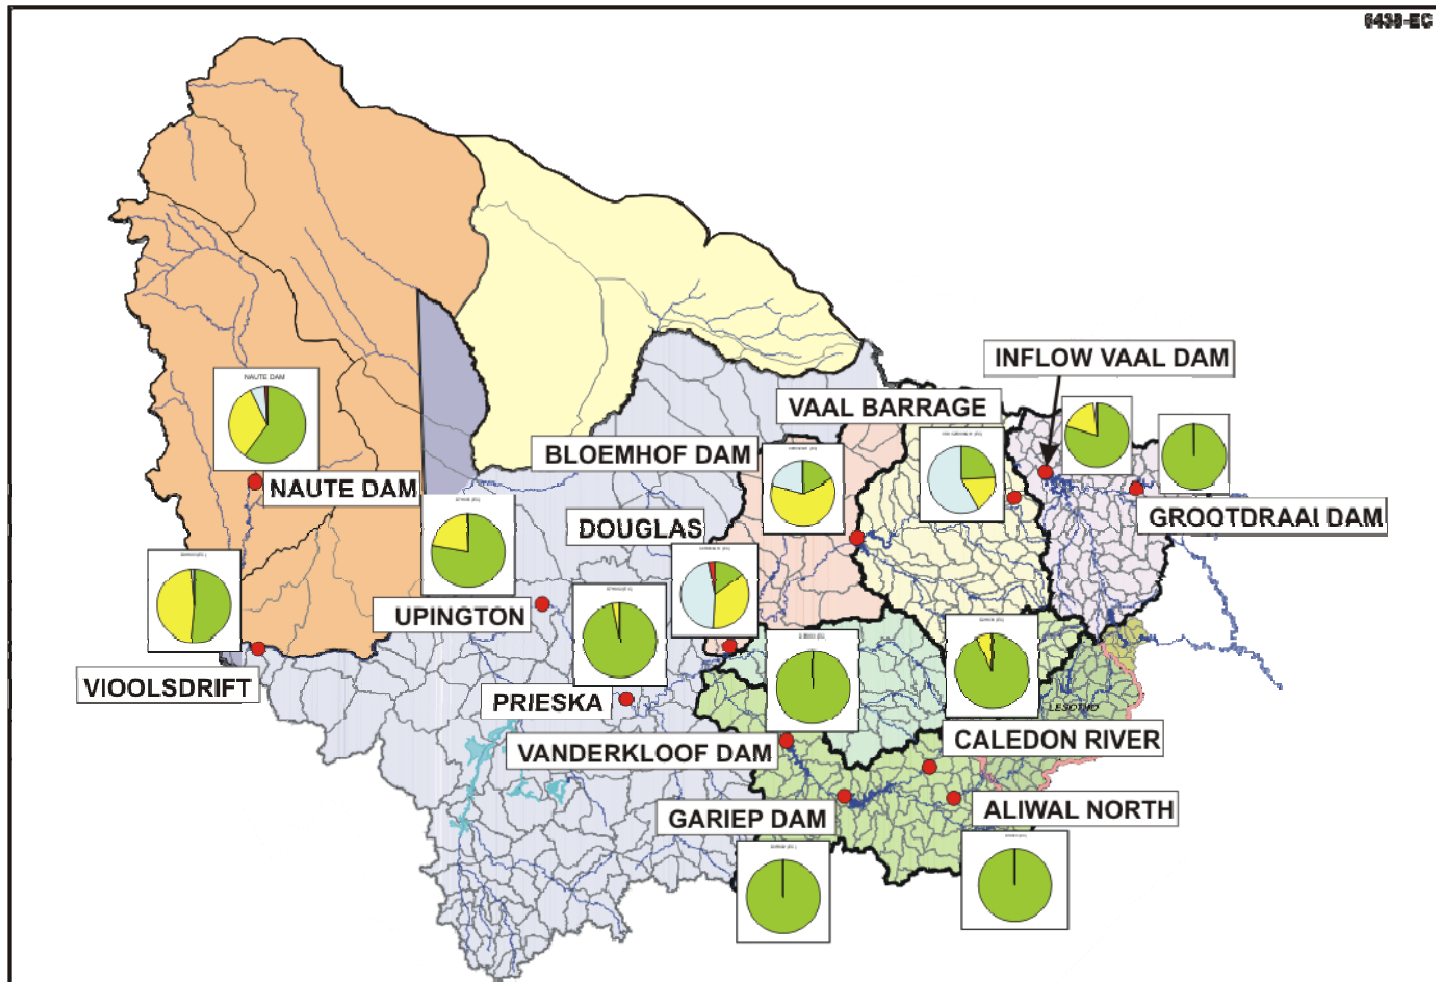 6438-EC
INFLOW VAAL DAM
NAUTE DAM
VAAL BARRAGE
BLOEMHOF DAM
NAUTE DAM
GROOTDRAAI DAM
DOUGLAS
UPINGTON
VIOOLSDRIFT
PRIESKA
LESOTHO
CALEDON RIVER
VANDERKLOOF DAM
ALIWAL NORTH
GARIEP DAM